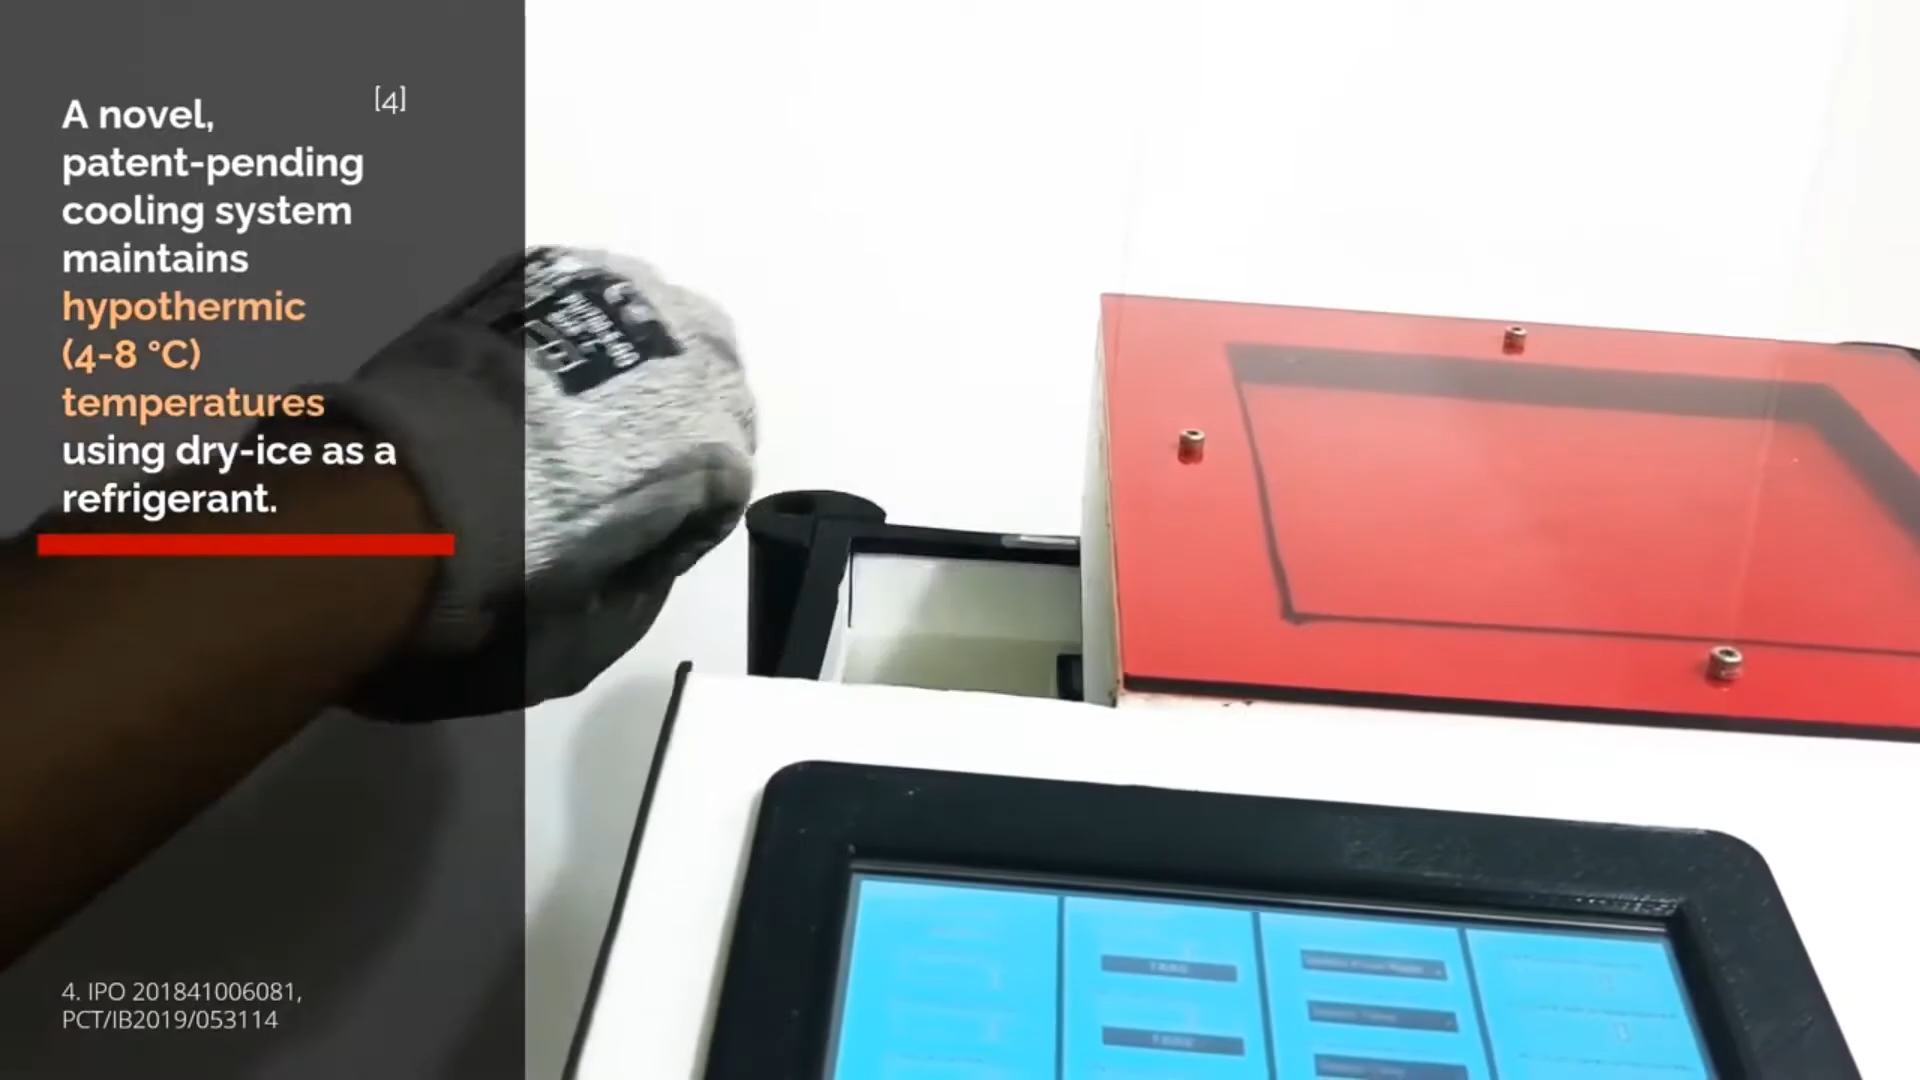 A novel,
[4]
patent-pending
cooling system
maintains
hypothermic
(4-8 °C)
temperatures
using dry-ice as a
refrigerant.
4. IPO 201841006081,
PCT/IB2019/053114